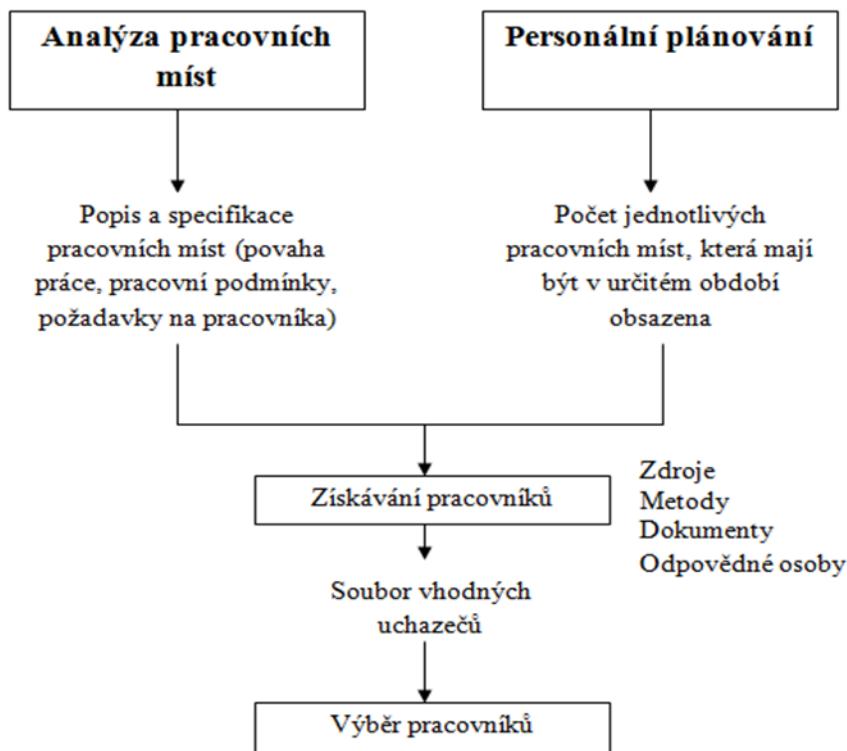 Analýza pracovních
míst
Personální plánování
Popis a specifikace
pracovních míst (povaha
práce, pracovní podmínky,
požadavky na pracovníka)
Počet jednotlivých
pracovních míst, která mají
být v určitém období
obsazena
Získávání pracovníků
Zdroje
Metody
Dokumenty
Odpovědné osoby
Soubor vhodných
uchazečů
Výběr pracovníků